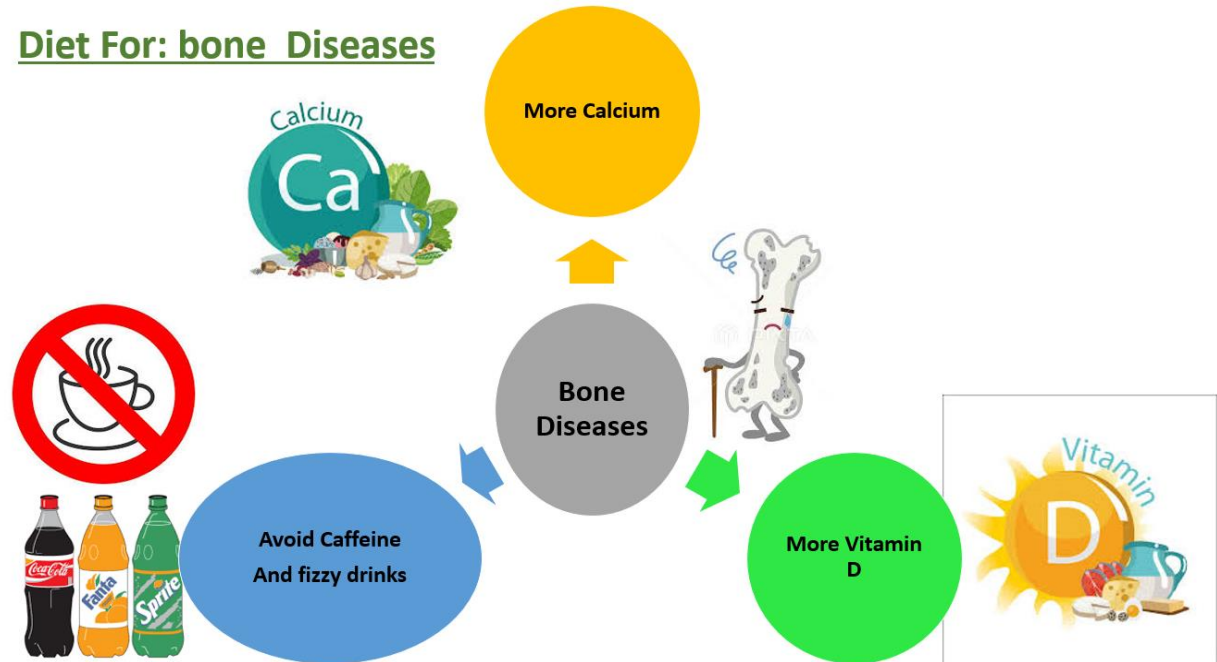 Diet For: bone Diseases
More Calcium
Calcium
Ca
Bone
Diseases
Avoid Caffeine
And fizzy drinks
Coca-Cola
Fanta
Sprite
More Vitamin
D
Vitamin
D